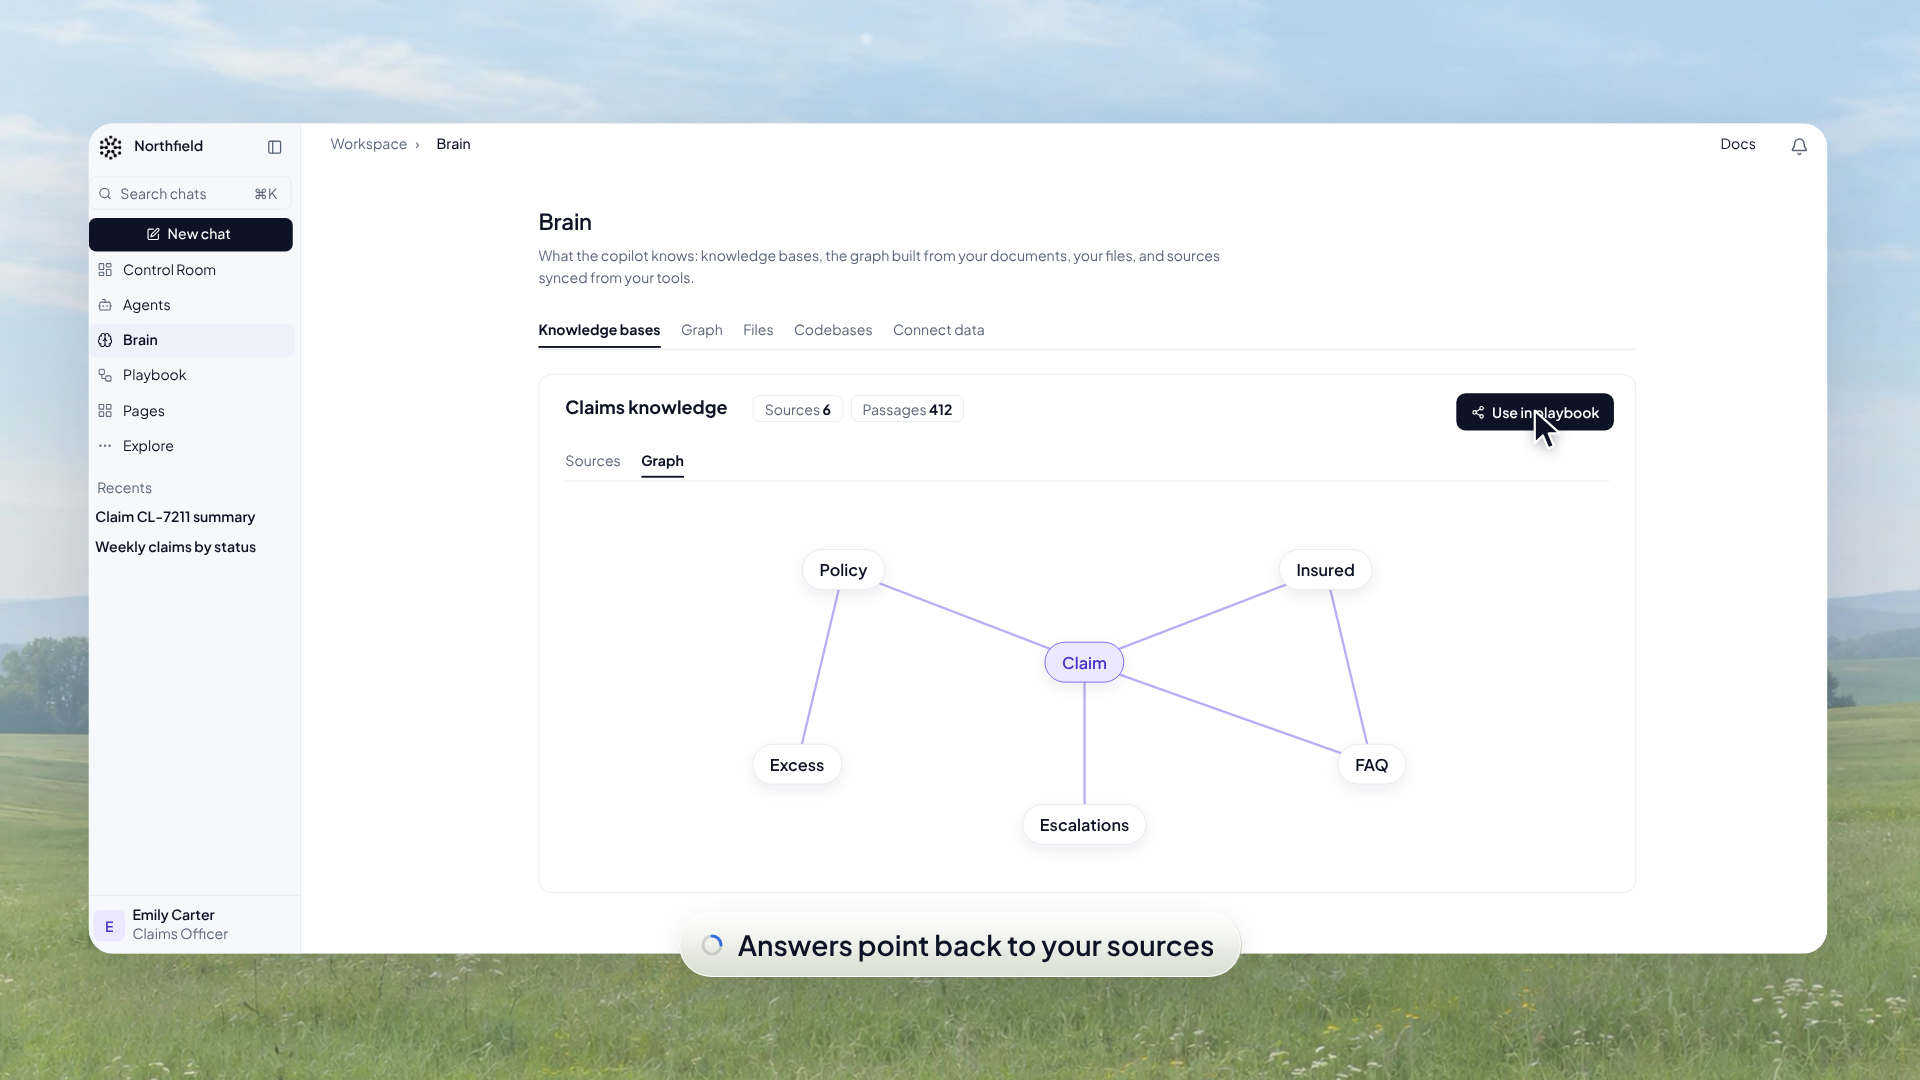 Northfield
Search chats ⌘K
New chat
Control Room
Agents
Brain
Playbook
Pages
Explore
Recents
Claim CL-7211 summary
Weekly claims by status
E
Emily Carter
Claims Officer
Workspace › Brain
Docs
Brain
What the copilot knows: knowledge bases, the graph built from your documents, your files, and sources
synced from your tools.
Knowledge bases Graph Files Codebases Connect data
Claims knowledge Sources 6 Passages 412
Use in playbook
Sources Graph
Policy
Insured
Claim
Excess
FAQ
Escalations
Answers point back to your sources